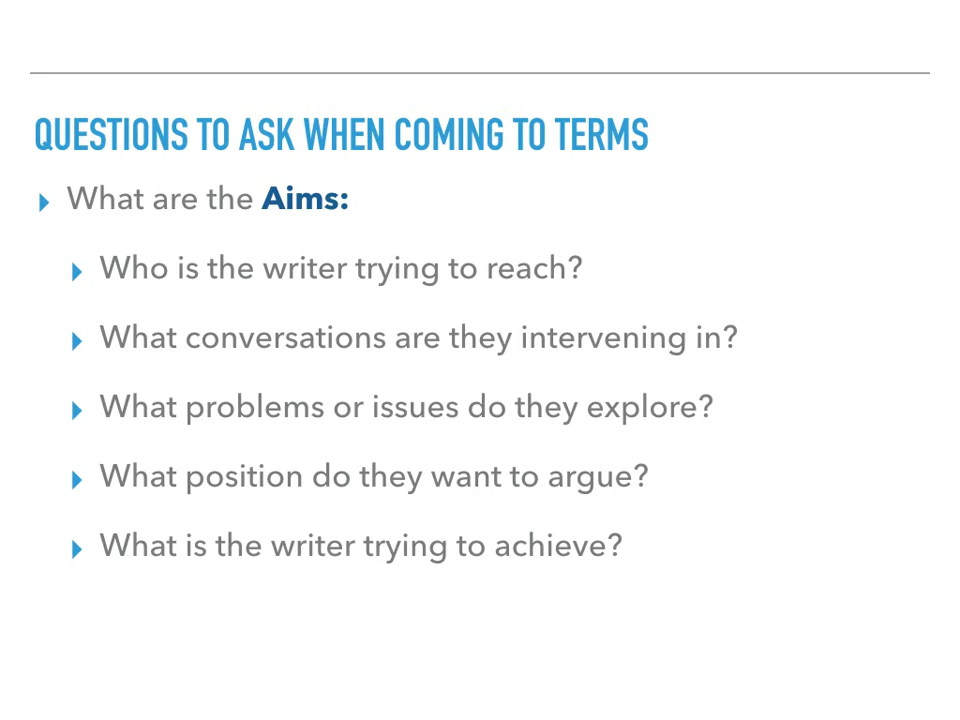 QUESTIONS TO ASK WHEN COMING TO TERMS
What are the Aims:
Who is the writer trying to reach?
What conversations are they intervening in?
What problems or issues do they explore?
What position do they want to argue?
What is the writer trying to achieve?